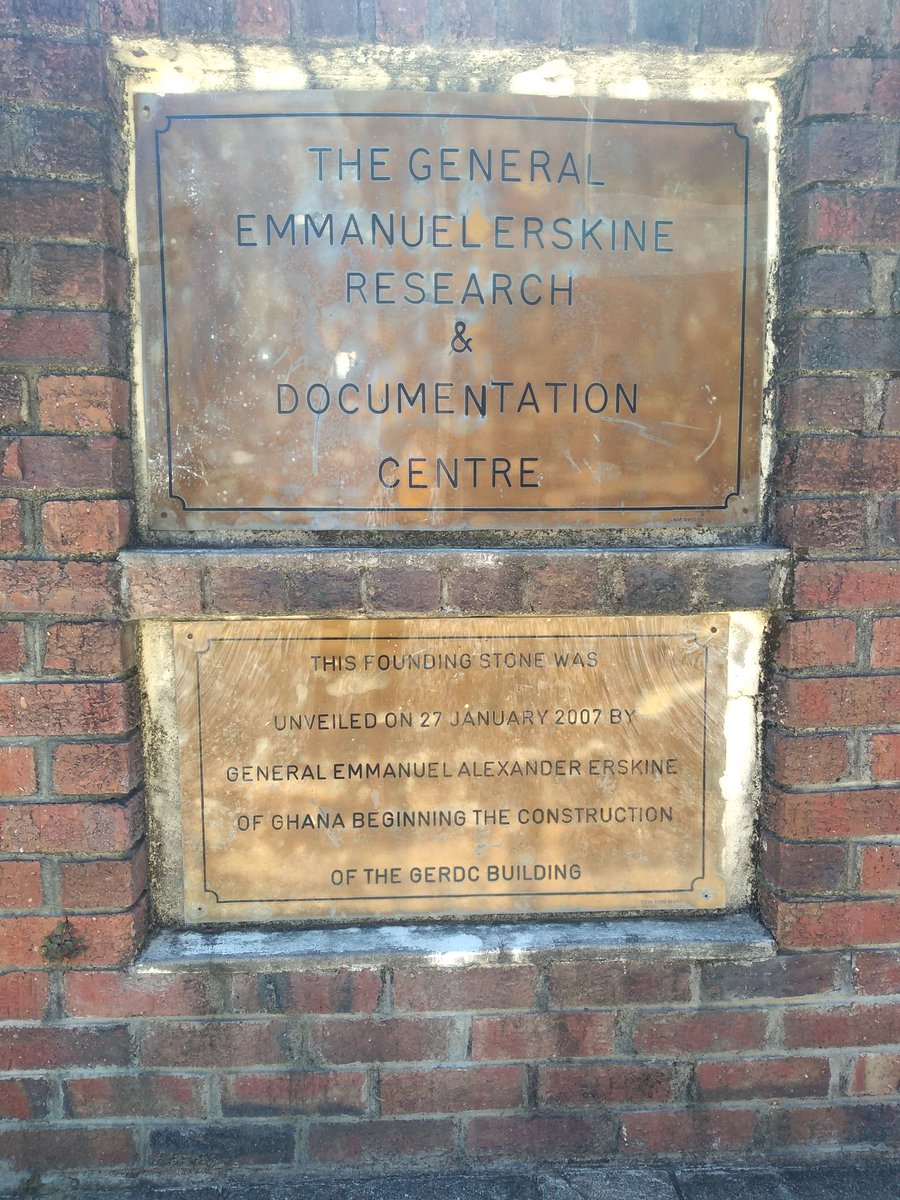 THE GENERAL
EMMANUEL ERSKINE
RESEARCH
&
DOCUMENTATION
CENTRE
THIS FOUNDING STONE WAS
UNVEILED ON 27 JANUARY 2007 BY
GENERAL EMMANUEL ALEXANDER ERSKINE
OF GHANA BEGINNING THE CONSTRUCTION
OF THE GERDC BUILDING